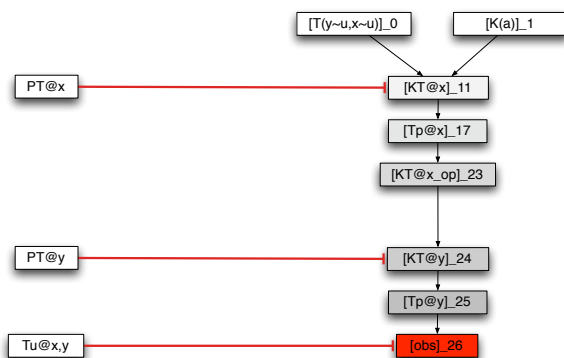 [T(y~u,x~u)]_0
[K(a)]_1
PT@x
[KT@x]_11
[Tp@x]_17
[KT@x_op]_23
PT@y
[KT@y]_24
[Tp@y]_25
Tu@x,y
[obs]_26